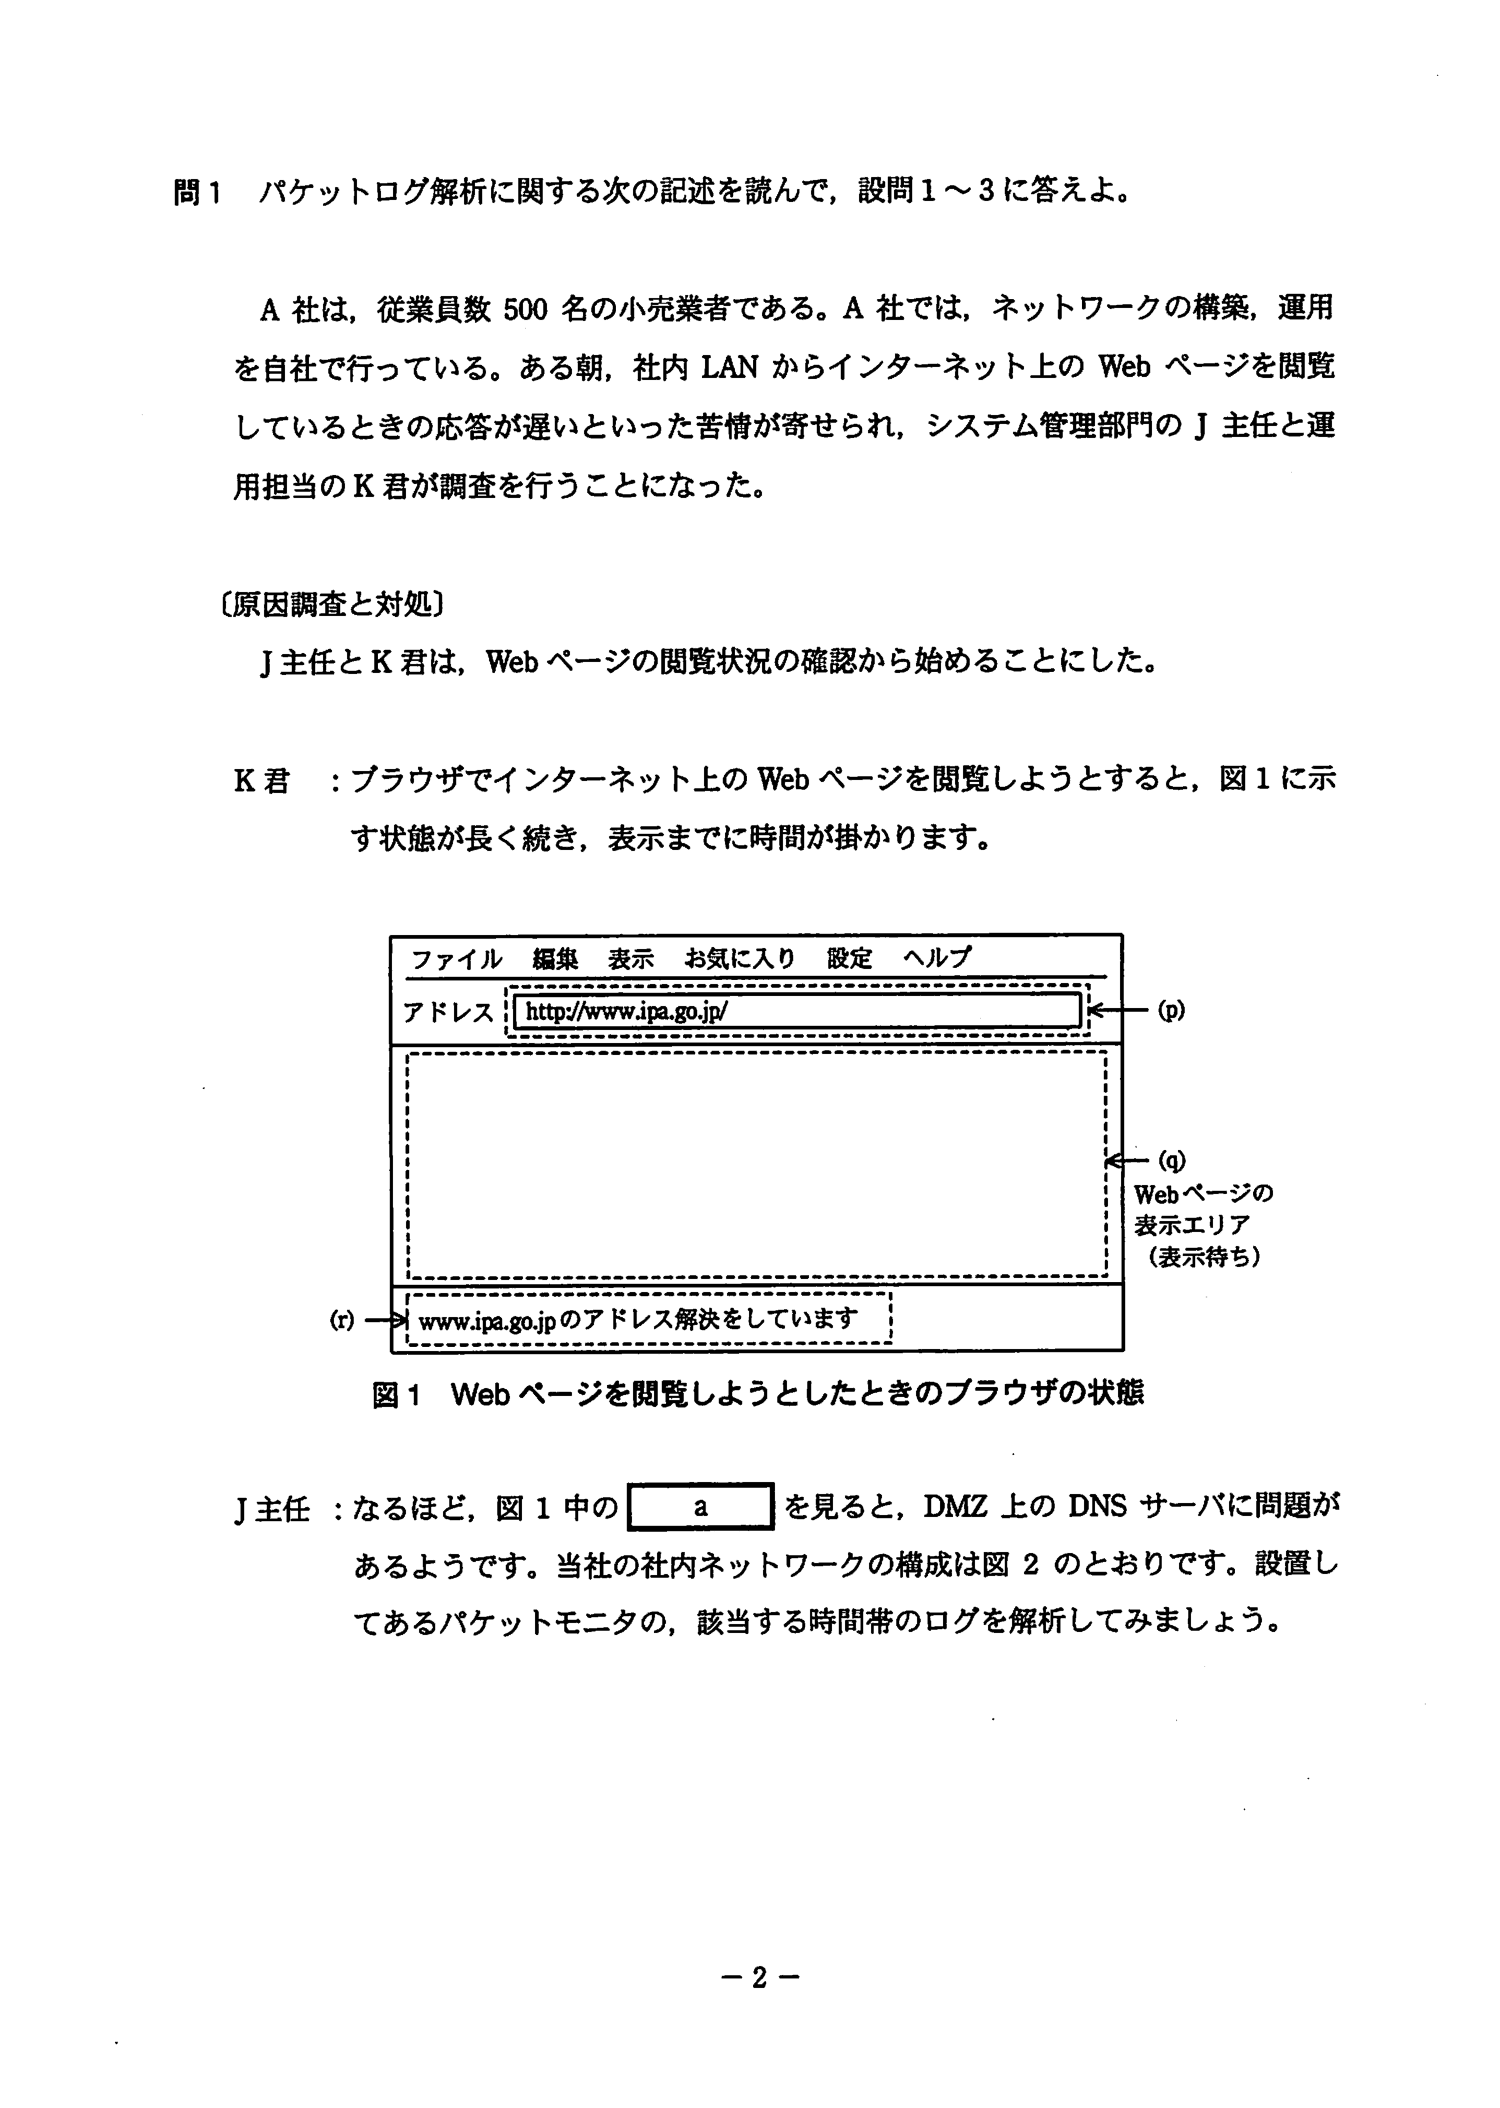 問1　パケットログ解析に関する次の記述を読んで，設問1～3に答えよ。
A 社は，従業員数 500 名の小売業者である。A 社では，ネットワークの構築，運用
を自社で行っている。ある朝，社内 LAN からインターネット上の Web ページを閲覧
しているときの応答が遅いといった苦情が寄せられ，システム管理部門の J 主任と運
用担当の K 君が調査を行うことになった。
〔原因調査と対処〕
J 主任と K 君は，Web ページの閲覧状況の確認から始めることにした。
K 君　：ブラウザでインターネット上の Web ページを閲覧しようとすると，図 1 に示
す状態が長く続き，表示までに時間が掛かります。
ファイル　編集　表示　お気に入り　設定　ヘルプ
アドレス　http://www.ipa.go.jp/　(p)
(q)
Webページの
表示エリア
（表示待ち）
(r)　www.ipa.go.jpのアドレス解決をしています
図 1　Web ページを閲覧しようとしたときのブラウザの状態
J 主任　：なるほど，図 1 中の　a　を見ると，DMZ 上の DNS サーバに問題が
あるようです。当社の社内ネットワークの構成は図 2 のとおりです。設置し
てあるパケットモニタの，該当する時間帯のログを解析してみましょう。
－ 2 －